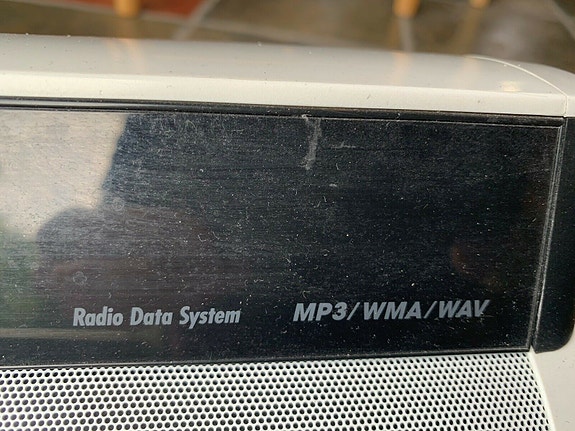 Radio Data System MP3/WMA/WAV